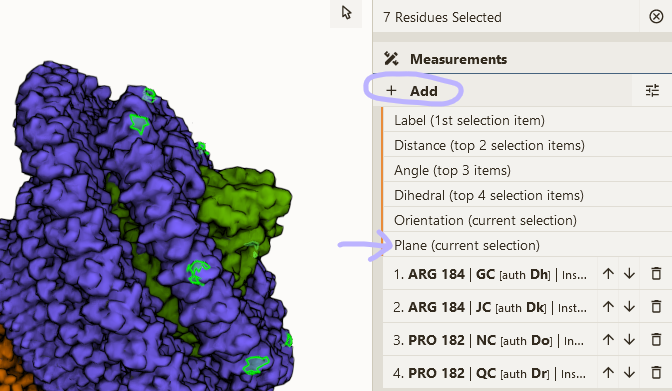 7 Residues Selected
Measurements
+ Add
Label (1st selection item)
Distance (top 2 selection items)
Angle (top 3 items)
Dihedral (top 4 selection items)
Orientation (current selection)
Plane (current selection)
1. ARG 184 | GC [auth Dh] | Inst...
2. ARG 184 | JC [auth Dk] | Inst...
3. PRO 182 | NC [auth Do] | Ins...
4. PRO 182 | QC [auth Dr] | Ins...